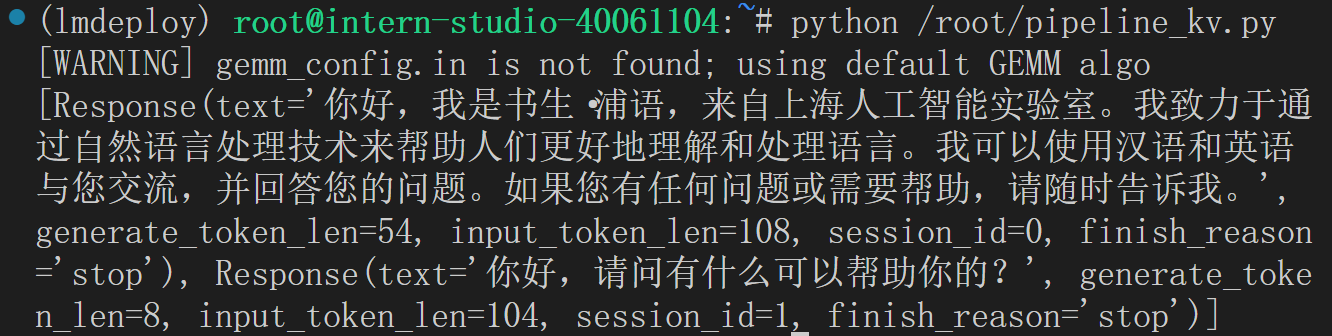 (lmdeploy) root@intern-studio-40061104:~# python /root/pipeline_kv.py
[WARNING] gemm_config.in is not found; using default GEMM algo
[Response(text='你好，我是书生·浦语，来自上海人工智能实验室。我致力于通
过自然语言处理技术来帮助人们更好地理解和处理语言。我可以使用汉语和英语
与您交流，并回答您的问题。如果您有任何问题或需要帮助，请随时告诉我。',
generate_token_len=54, input_token_len=108, session_id=0, finish_reason
='stop'), Response(text='你好，请问有什么可以帮助你的？', generate_toke
n_len=8, input_token_len=104, session_id=1, finish_reason='stop')]